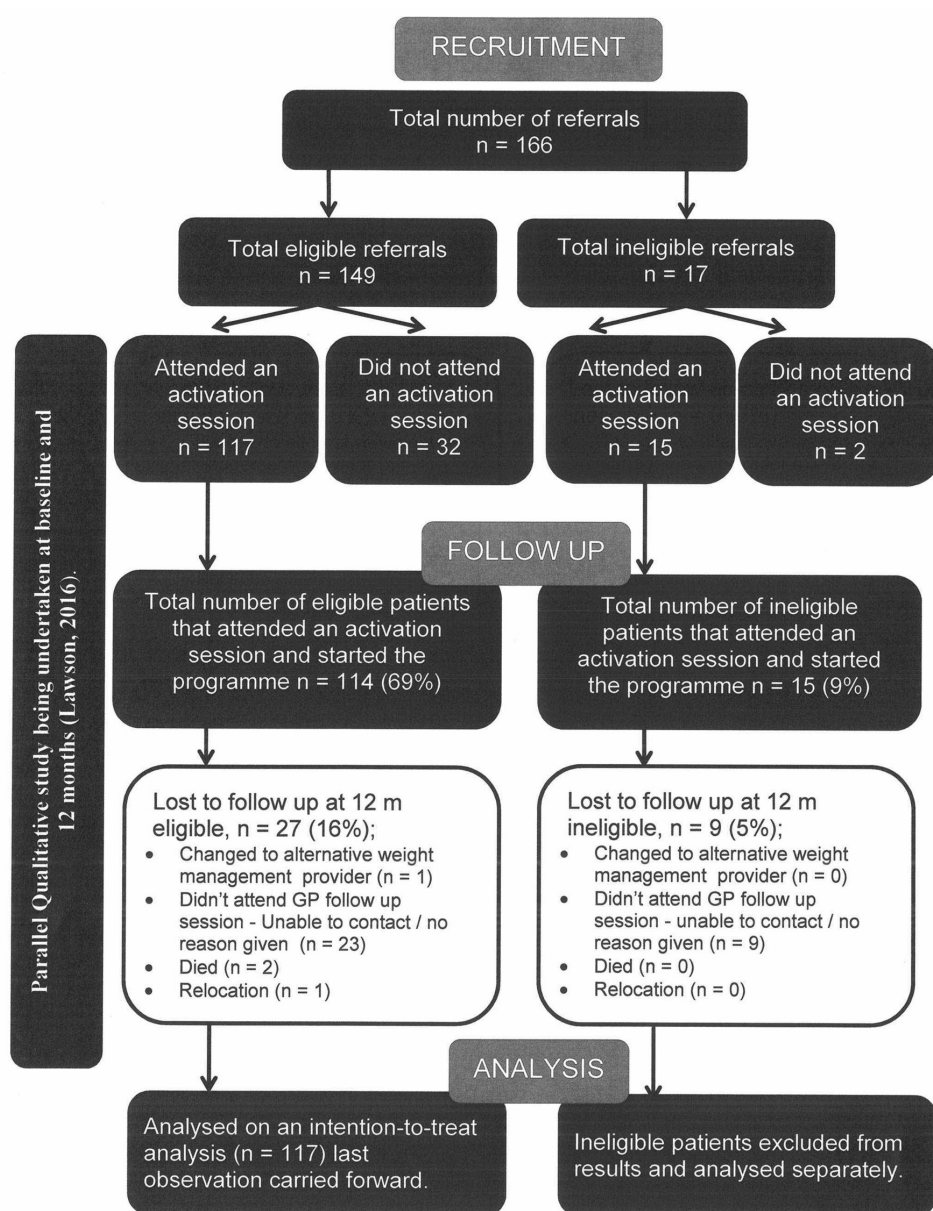 RECRUITMENT
Total number of referrals
n = 166
Total eligible referrals
n = 149
Total ineligible referrals
n = 17
Attended an
activation
session
n = 117
Did not attend
an activation
session
n = 32
Attended an
activation
session
n = 15
Did not attend
an activation
session
n = 2
Parallel Qualitative study being undertaken at baseline and
12 months (Lawson, 2016).
FOLLOW UP
Total number of eligible patients
that attended an activation
session and started the
programme n = 114 (69%)
Total number of ineligible
patients that attended an
activation session and started
the programme n = 15 (9%)
Lost to follow up at 12 m
eligible, n = 27 (16%);
• Changed to alternative weight
management provider (n = 1)
• Didn't attend GP follow up
session - Unable to contact / no
reason given (n = 23)
• Died (n = 2)
• Relocation (n = 1)
Lost to follow up at 12 m
ineligible, n = 9 (5%);
• Changed to alternative weight
management provider (n = 0)
• Didn't attend GP follow up
session - unable to contact / no
reason given (n = 9)
• Died (n = 0)
• Relocation (n = 0)
ANALYSIS
Analysed on an intention-to-treat
analysis (n = 117) last
observation carried forward.
Ineligible patients excluded from
results and analysed separately.